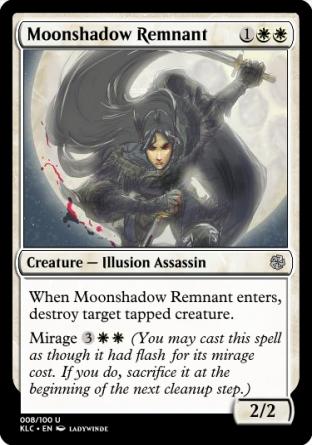 Moonshadow Remnant 1
Creature — Illusion Assassin
When Moonshadow Remnant enters,
destroy target tapped creature.
Mirage 3 (You may cast this spell
as though it had flash for its mirage
cost. If you do, sacrifice it at the
beginning of the next cleanup step.)
2/2
008/100 U
KLC • EN LADYWINDE